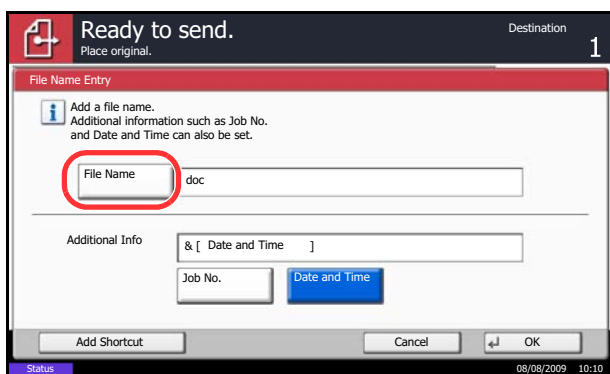 Ready to send.
Destination
Place original.
1
File Name Entry
i
Add a file name.
Additional information such as Job No.
and Date and Time can also be set.
File Name
doc
Additional Info
& [ Date and Time ]
Job No.
Date and Time
Add Shortcut
Cancel
OK
Status
08/08/2009 10:10